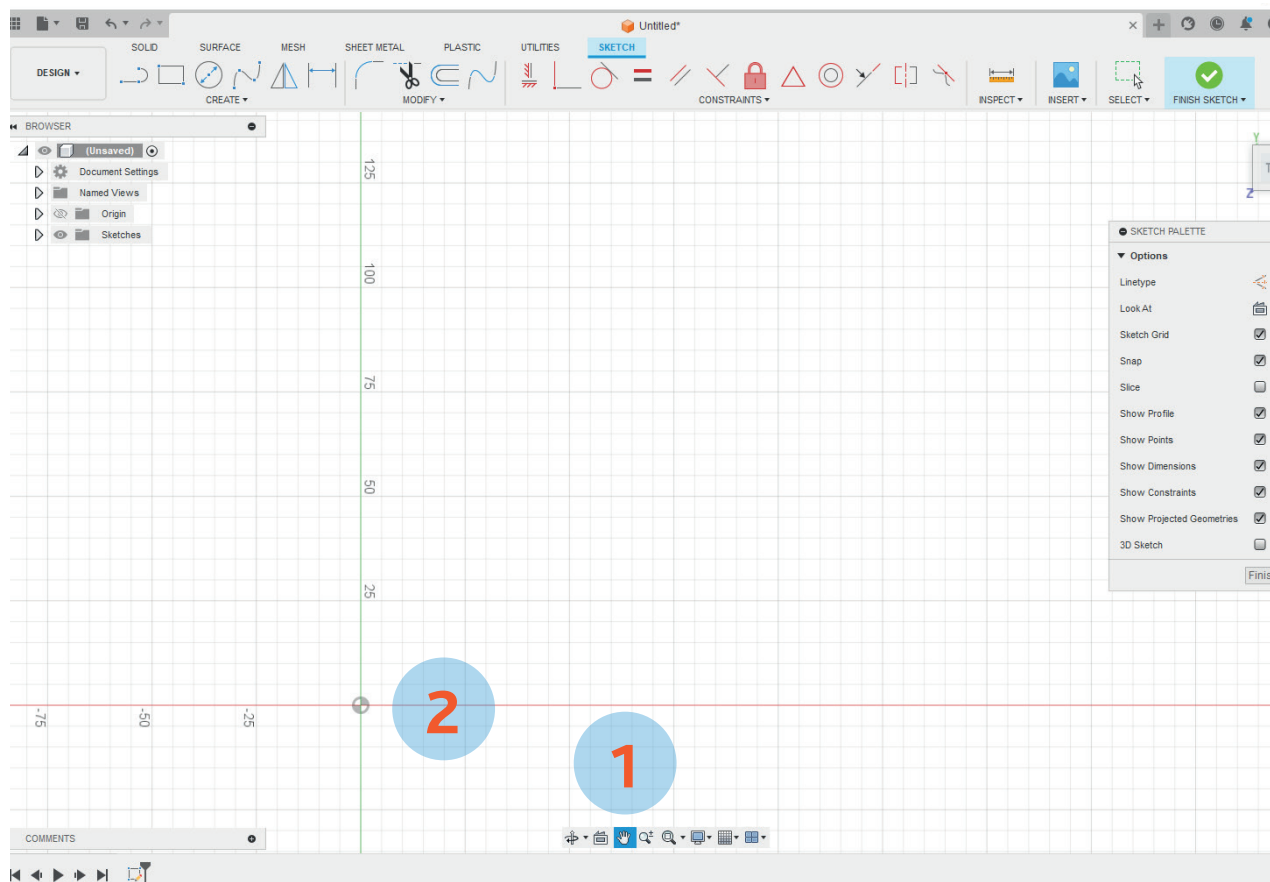 Untitled*
SOLID SURFACE MESH SHEET METAL PLASTIC UTILITIES SKETCH
DESIGN
CREATE MODIFY CONSTRAINTS INSPECT INSERT SELECT FINISH SKETCH
BROWSER
(Unsaved)
Document Settings
Named Views
Origin
Sketches
125
100
75
50
25
-75
-50
-25
Y
T
Z
SKETCH PALETTE
Options
Linetype
Look At
Sketch Grid
Snap
Slice
Show Profile
Show Points
Show Dimensions
Show Constraints
Show Projected Geometries
3D Sketch
Finis
2
1
COMMENTS